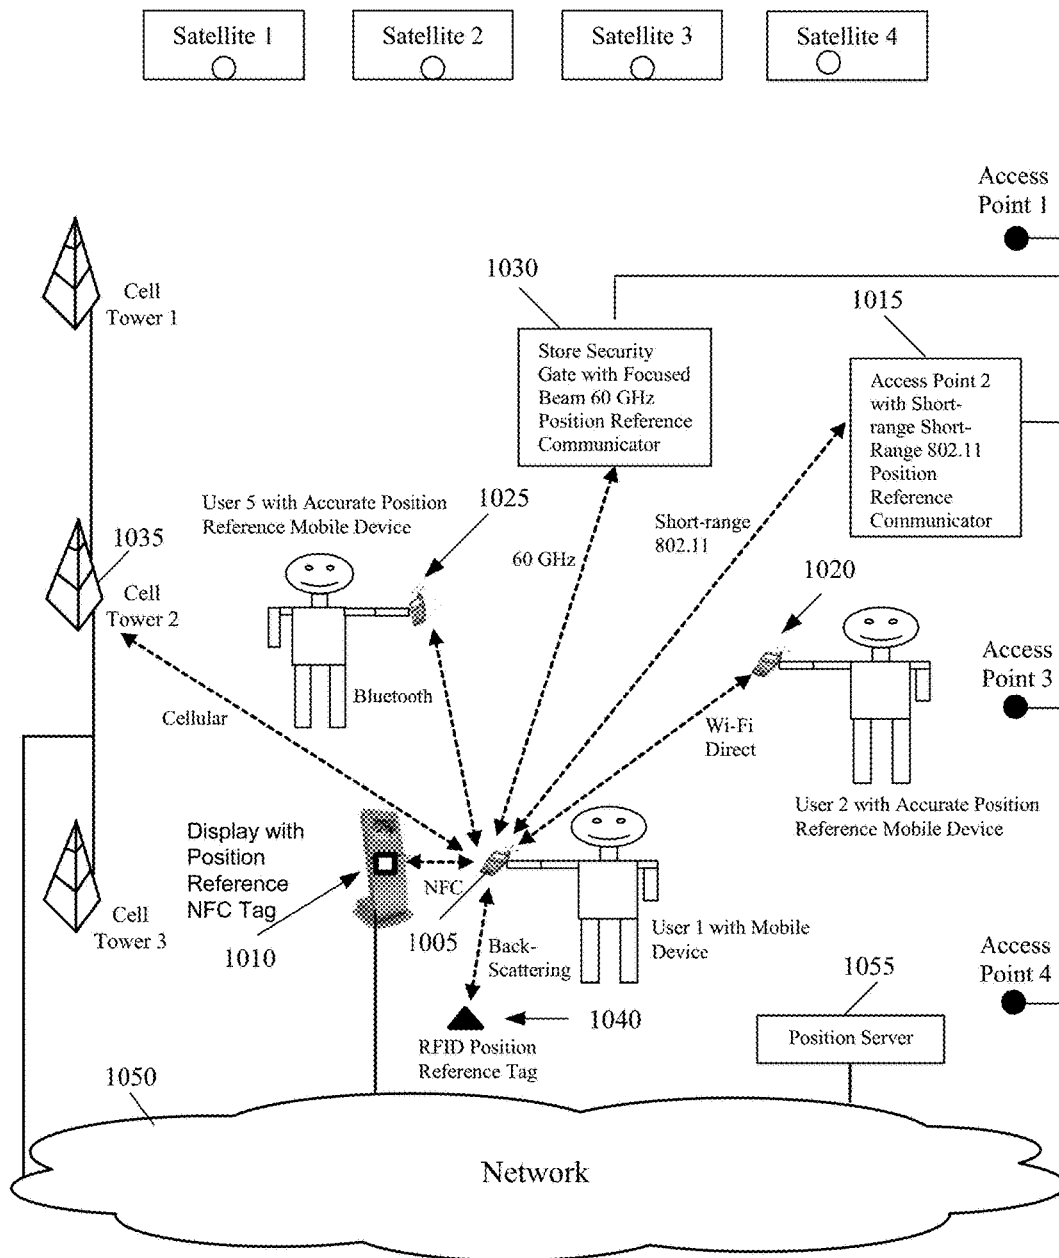 Satellite 1
Satellite 2
Satellite 3
Satellite 4
Access
Point 1
Cell
Tower 1
1030
1015
Store Security
Gate with Focused
Beam 60 GHz
Position Reference
Communicator
Access Point 2
with Short-
range Short-
Range 802.11
Position
Reference
Communicator
User 5 with Accurate Position
Reference Mobile Device
1025
Short-range
802.11
60 GHz
1035
Cell
Tower 2
1020
Access
Point 3
Bluetooth
Cellular
Wi-Fi
Direct
User 2 with Accurate Position
Reference Mobile Device
Display with
Position
Reference
NFC Tag
NFC
1010
1005
Cell
Tower 3
User 1 with Mobile
Device
Back-
Scattering
Access
Point 4
1055
1040
RFID Position
Reference Tag
Position Server
1050
Network